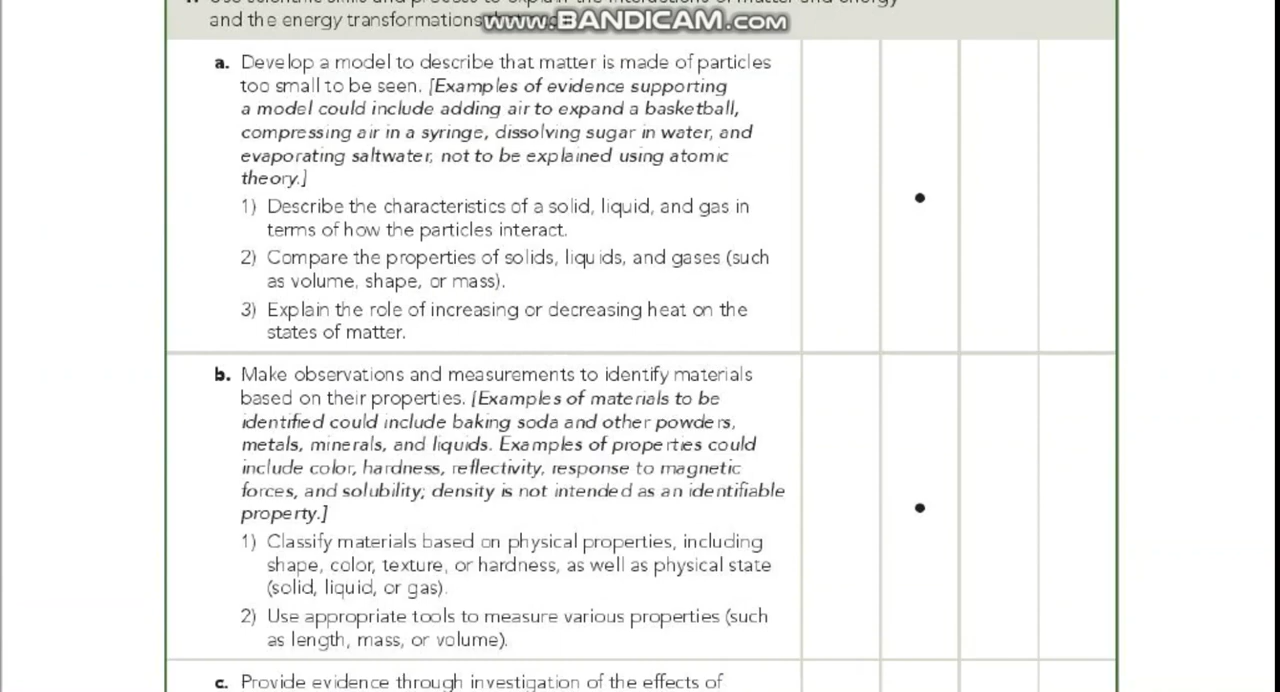 and the energy transformations
www.BANDICAM.com
a. Develop a model to describe that matter is made of particles
too small to be seen. [Examples of evidence supporting
a model could include adding air to expand a basketball,
compressing air in a syringe, dissolving sugar in water, and
evaporating saltwater, not to be explained using atomic
theory.]
1) Describe the characteristics of a solid, liquid, and gas in
terms of how the particles interact.
2) Compare the properties of solids, liquids, and gases (such
as volume, shape, or mass).
3) Explain the role of increasing or decreasing heat on the
states of matter.
b. Make observations and measurements to identify materials
based on their properties. [Examples of materials to be
identified could include baking soda and other powders,
metals, minerals, and liquids. Examples of properties could
include color, hardness, reflectivity, response to magnetic
forces, and solubility; density is not intended as an identifiable
property.]
1) Classify materials based on physical properties, including
shape, color, texture, or hardness, as well as physical state
(solid, liquid, or gas).
2) Use appropriate tools to measure various properties (such
as length, mass, or volume).
c. Provide evidence through investigation of the effects of